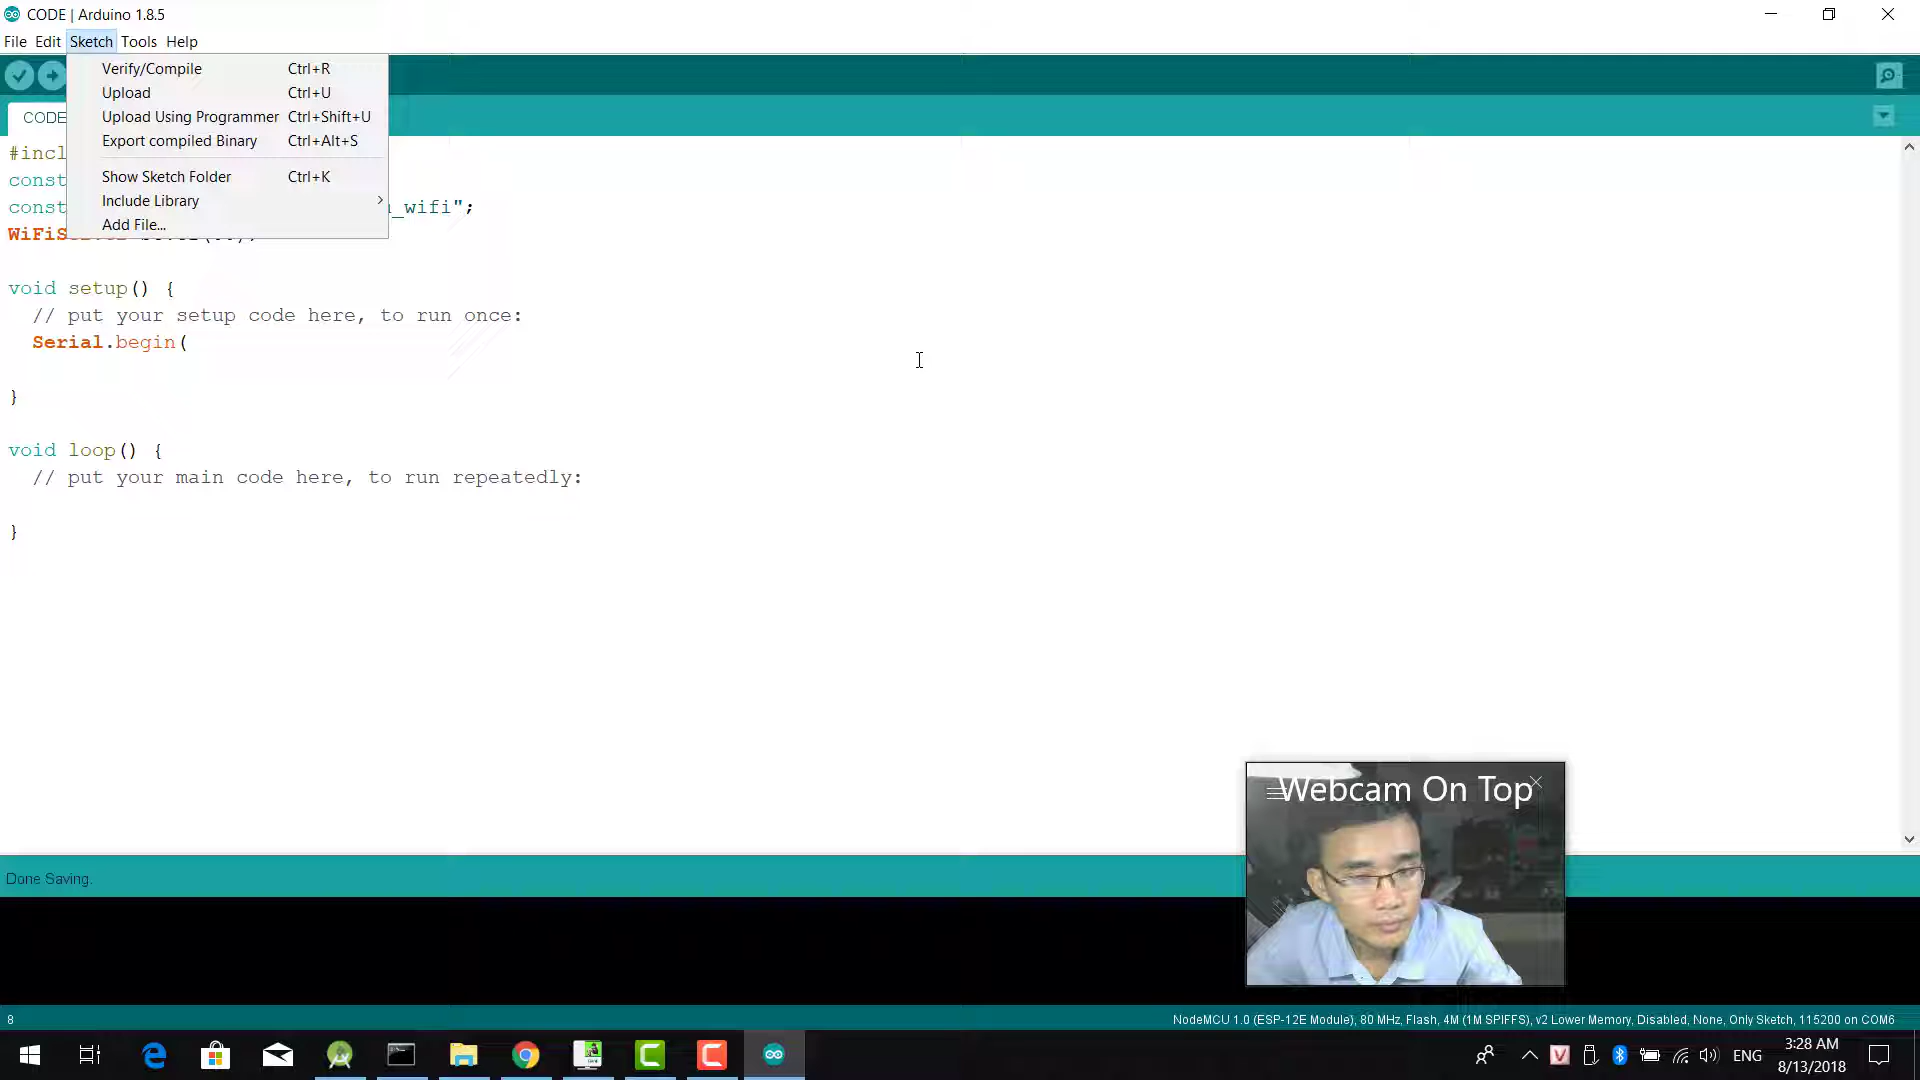 CODE | Arduino 1.8.5
File Edit Sketch Tools Help
Verify/Compile Ctrl+R
Upload Ctrl+U
Upload Using Programmer Ctrl+Shift+U
Export compiled Binary Ctrl+Alt+S
Show Sketch Folder Ctrl+K
Include Library
Add File...
CODE
#incl
const
const _wifi";
void setup() {
// put your setup code here, to run once:
Serial.begin(
}
void loop() {
// put your main code here, to run repeatedly:
}
Webcam On Top
Done Saving.
8
NodeMCU 1.0 (ESP-12E Module), 80 MHz, Flash, 4M (1M SPIFFS), v2 Lower Memory, Disabled, None, Only Sketch, 115200 on COM6
ENG
3:28 AM
8/13/2018